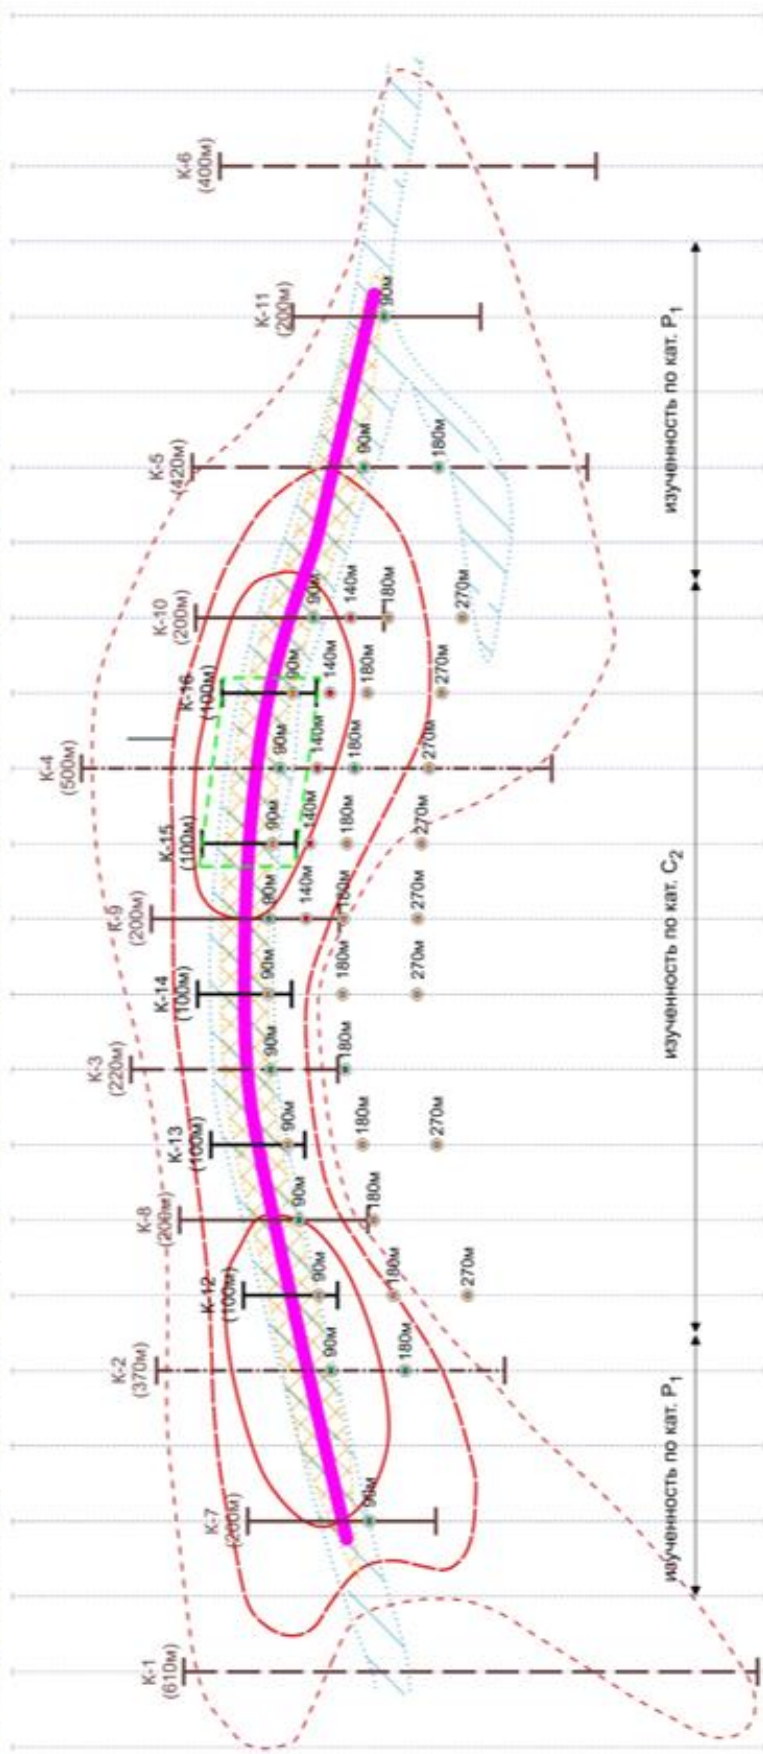 К-6
(400м)
К-11
(200м)
90м
К-5
(420м)
90м
180м
К-10
(200м)
90м
140м
180м
270м
К-16
(100м)
90м
140м
180м
270м
К-4
(500м)
90м
140м
180м
270м
К-15
(100м)
90м
140м
180м
270м
К-9
(200м)
90м
140м
180м
270м
К-14
(100м)
90м
180м
270м
К-3
(220м)
90м
180м
К-13
(100м)
90м
180м
270м
К-8
(200м)
90м
180м
К-12
(100м)
90м
180м
270м
К-2
(370м)
90м
180м
К-7
(200м)
90м
К-1
(610м)
изученность по кат. P₁
изученность по кат. C₂
изученность по кат. P₁